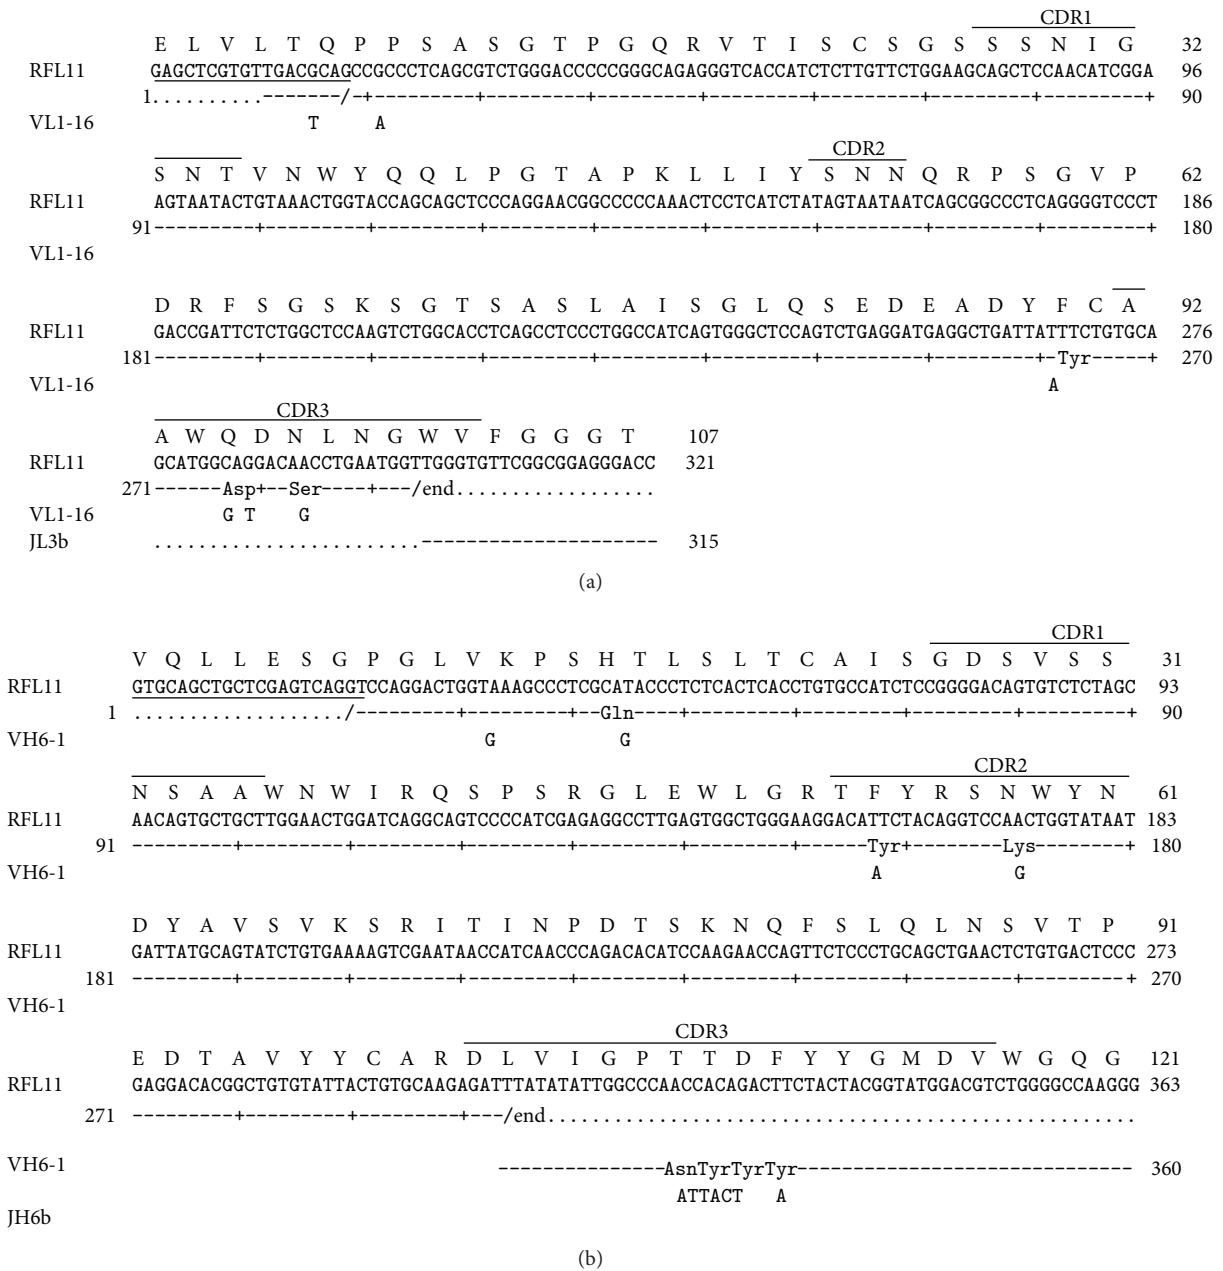 CDR1
E L V L T Q P P S A S G T P G Q R V T I S C S G S S S N I G 32
RFL11 GAGCTCGTGTTGACGCAGCCGCCCTCAGCGTCTGGGACCCCCGGGCAGAGGGTCACCATCTCTTGTTCTGGAAGCAGCTCCAACATCGGA 96
1..........-------/-+---------+---------+---------+---------+---------+---------+---------+ 90
VL1-16 T A
CDR2
S N T V N W Y Q Q L P G T A P K L L I Y S N N Q R P S G V P 62
RFL11 AGTAATACTGTAAACTGGTACCAGCAGCTCCCAGGAACGGCCCCCAAACTCCTCATCTATAGTAATAATCAGCGGCCCTCAGGGGTCCCT 186
91---------+---------+---------+---------+---------+---------+---------+---------+---------+ 180
VL1-16
D R F S G S K S G T S A S L A I S G L Q S E D E A D Y F C A 92
RFL11 GACCGATTCTCTGGCTCCAAGTCTGGCACCTCAGCCTCCCTGGCCATCAGTGGGCTCCAGTCTGAGGATGAGGCTGATTATTTCTGTGCA 276
181---------+---------+---------+---------+---------+---------+---------+---------+-Tyr-----+ 270
VL1-16 A
CDR3
A W Q D N L N G W V F G G G T 107
RFL11 GCATGGCAGGACAACCTGAATGGTTGGGTGTTCGGCGGAGGGACC 321
271------Asp+--Ser----+---/end..................
VL1-16 G T G
JL3b ........................--------------------- 315
(a)
CDR1
V Q L L E S G P G L V K P S H T L S L T C A I S G D S V S S 31
RFL11 GTGCAGCTGCTCGAGTCAGGTCCAGGACTGGTAAAGCCCTCGCATACCCTCTCACTCACCTGTGCCATCTCCGGGGACAGTGTCTCTAGC 93
1 .................../---------+---------+--Gln----+---------+---------+---------+---------+ 90
VH6-1 G G
CDR2
N S A A W N W I R Q S P S R G L E W L G R T F Y R S N W Y N 61
RFL11 AACAGTGCTGCTTGGAACTGGATCAGGCAGTCCCCATCGAGAGGCCTTGAGTGGCTGGGAAGGACATTCTACAGGTCCAACTGGTATAAT 183
91 ---------+---------+---------+---------+---------+---------+------Tyr+--------Lys--------+ 180
VH6-1 A G
D Y A V S V K S R I T I N P D T S K N Q F S L Q L N S V T P 91
RFL11 GATTATGCAGTATCTGTGAAAAGTCGAATAACCATCAACCCAGACACATCCAAGAACCAGTTCTCCCTGCAGCTGAACTCTGTGACTCCC 273
181 ---------+---------+---------+---------+---------+---------+---------+---------+---------+ 270
VH6-1
CDR3
E D T A V Y Y C A R D L V I G P T T D F Y Y G M D V W G Q G 121
RFL11 GAGGACACGGCTGTGTATTACTGTGCAAGAGATTTATATATTGGCCCAACCACAGACTTCTACTACGGTATGGACGTCTGGGGCCAAGGG 363
271 ---------+---------+---------+---/end.....................................................
VH6-1 ---------------AsnTyrTyrTyr------------------------------ 360
ATTACT A
JH6b
(b)